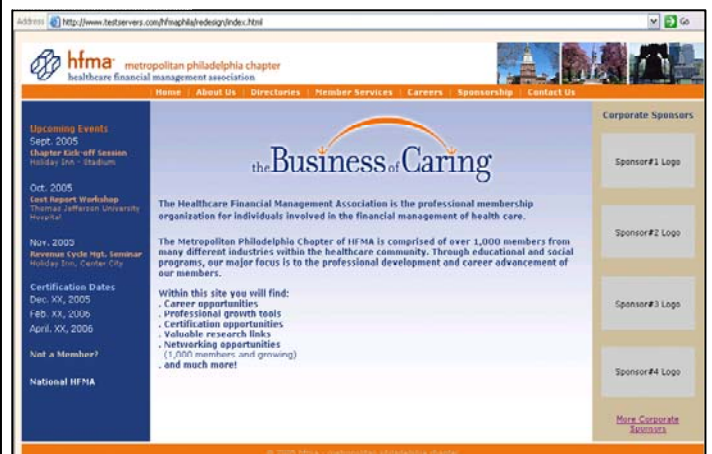 Address http://www.testservers.com/hfmaphila/redesign/index.html Go
hfma metropolitan philadelphia chapter
healthcare financial management association
Home | About Us | Directories | Member Services | Careers | Sponsorship | Contact Us
Upcoming Events
Sept. 2005
Chapter Kick-off Session
Holiday Inn - Stadium
Oct. 2005
Cost Report Workshop
Thomas Jefferson University
Hospital
Nov. 2005
Revenue Cycle Mgt. Seminar
Holiday Inn, Center City
Certification Dates
Dec. XX, 2005
Feb. XX, 2006
April. XX, 2006
Not a Member?
National HFMA
the Business of Caring
The Healthcare Financial Management Association is the professional membership
organization for individuals involved in the financial management of health care.
The Metropolitan Philadelphia Chapter of HFMA is comprised of over 1,000 members from
many different industries within the healthcare community. Through educational and social
programs, our major focus is to the professional development and career advancement of
our members.
Within this site you will find:
. Career opportunities
. Professional growth tools
. Certification opportunities
. Valuable research links
. Networking opportunities
(1,000 members and growing)
. and much more!
Corporate Sponsors
Sponsor#1 Logo
Sponsor#2 Logo
Sponsor#3 Logo
Sponsor#4 Logo
More Corporate
Sponsors
© 2005 hfma - metropolitan philadelphia chapter